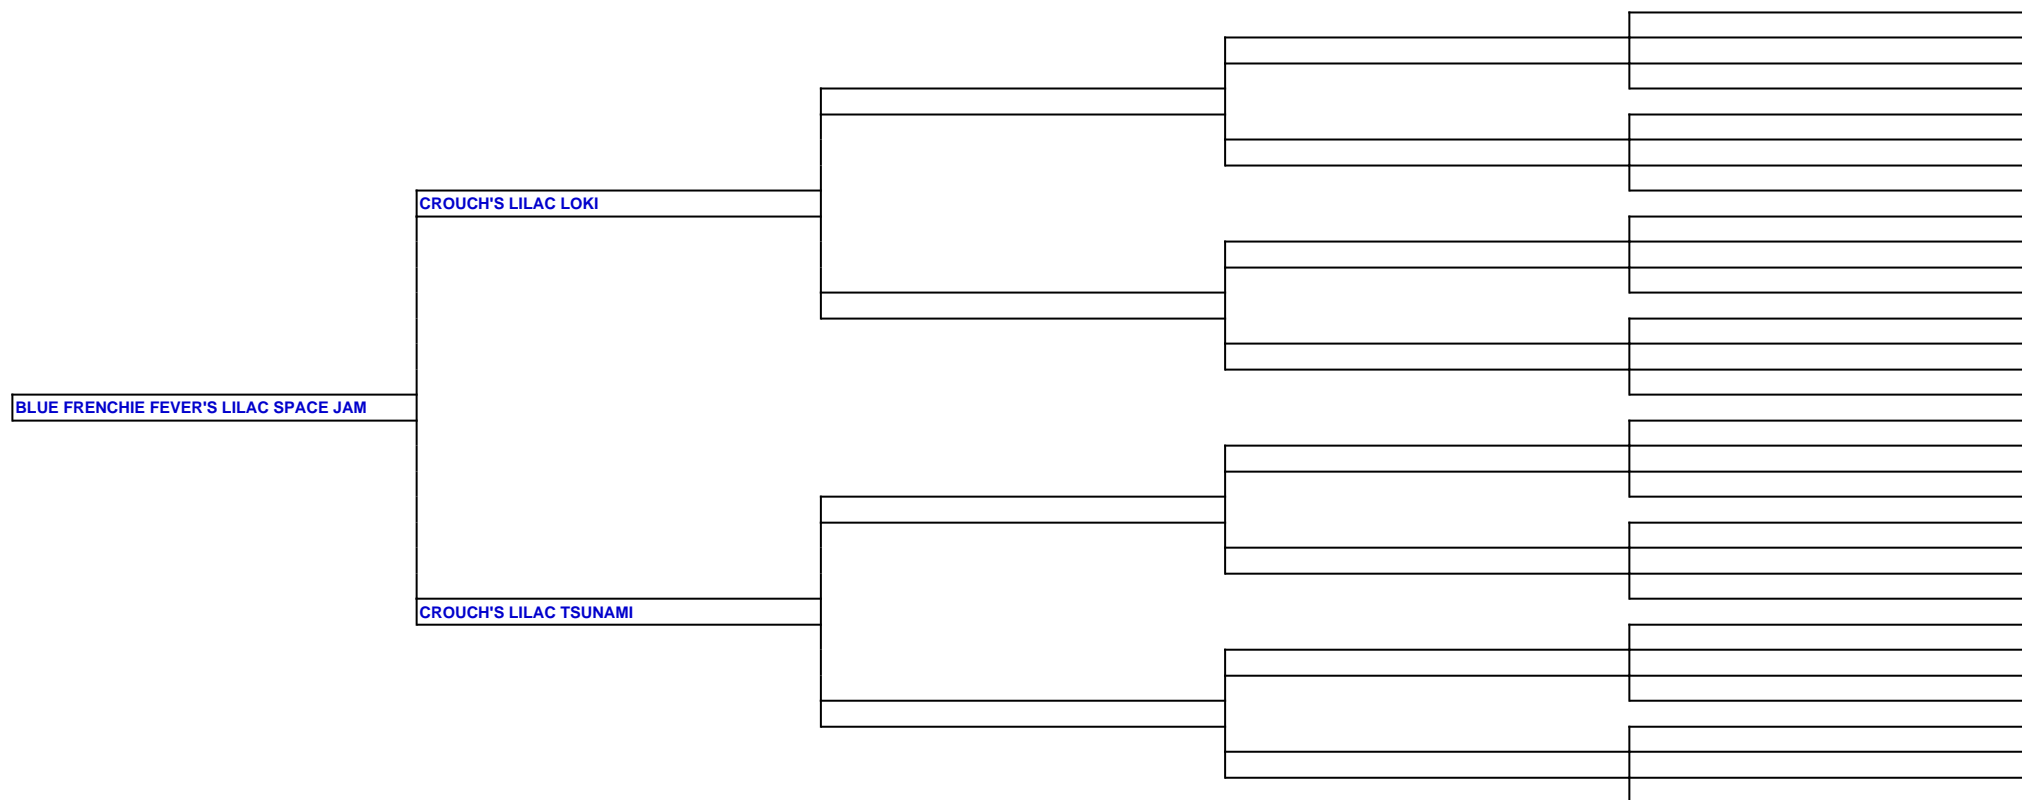 CROUCH'S LILAC LOKI
BLUE FRENCHIE FEVER'S LILAC SPACE JAM
CROUCH'S LILAC TSUNAMI